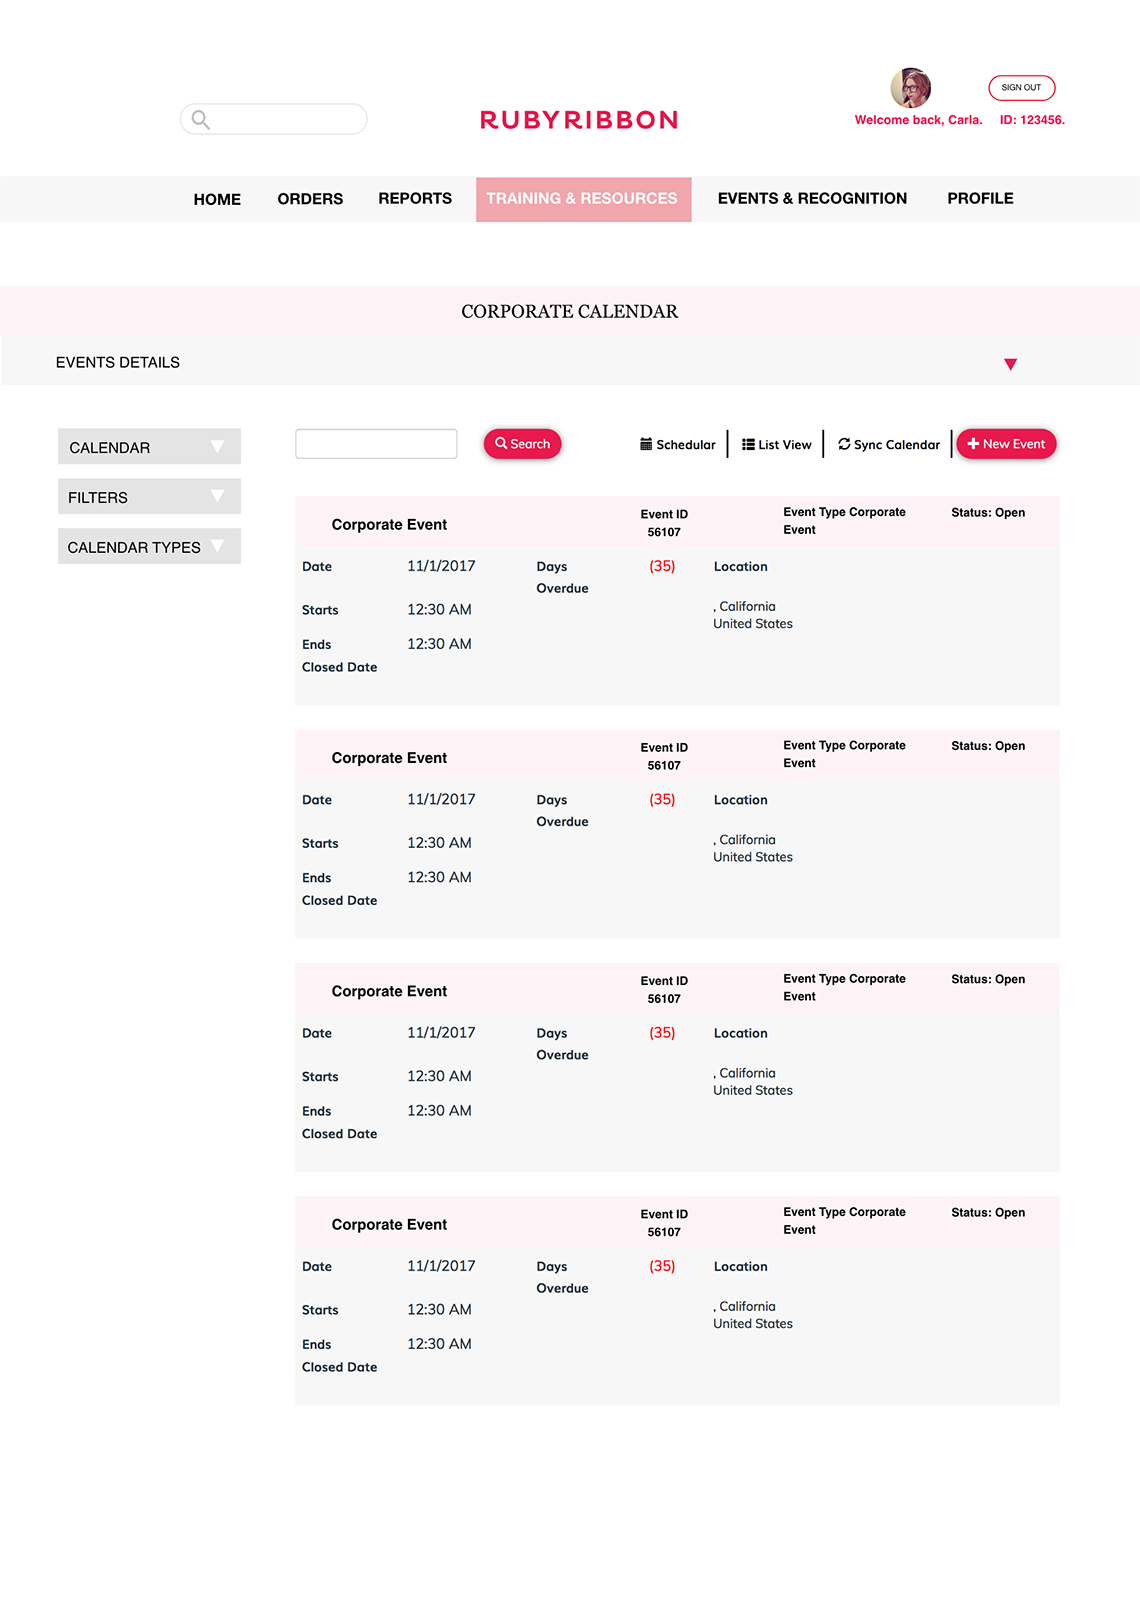 SIGN OUT
RUBYRIBBON
Welcome back, Carla. ID: 123456.
HOME ORDERS REPORTS TRAINING & RESOURCES EVENTS & RECOGNITION PROFILE
CORPORATE CALENDAR
EVENTS DETAILS
CALENDAR
FILTERS
CALENDAR TYPES
Search Schedular List View Sync Calendar New Event
Corporate Event Event ID Event Type Corporate Status: Open
56107 Event
Date 11/1/2017 Days (35) Location
Overdue
Starts 12:30 AM , California
United States
Ends 12:30 AM
Closed Date
Corporate Event Event ID Event Type Corporate Status: Open
56107 Event
Date 11/1/2017 Days (35) Location
Overdue
Starts 12:30 AM , California
United States
Ends 12:30 AM
Closed Date
Corporate Event Event ID Event Type Corporate Status: Open
56107 Event
Date 11/1/2017 Days (35) Location
Overdue
Starts 12:30 AM , California
United States
Ends 12:30 AM
Closed Date
Corporate Event Event ID Event Type Corporate Status: Open
56107 Event
Date 11/1/2017 Days (35) Location
Overdue
Starts 12:30 AM , California
United States
Ends 12:30 AM
Closed Date